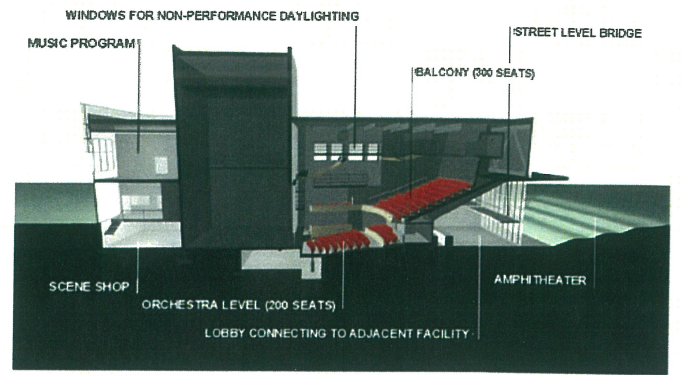 WINDOWS FOR NON-PERFORMANCE DAYLIGHTING
STREET LEVEL BRIDGE
MUSIC PROGRAM
BALCONY (300 SEATS)
SCENE SHOP
AMPHITHEATER
ORCHESTRA LEVEL (200 SEATS)
LOBBY CONNECTING TO ADJACENT FACILITY